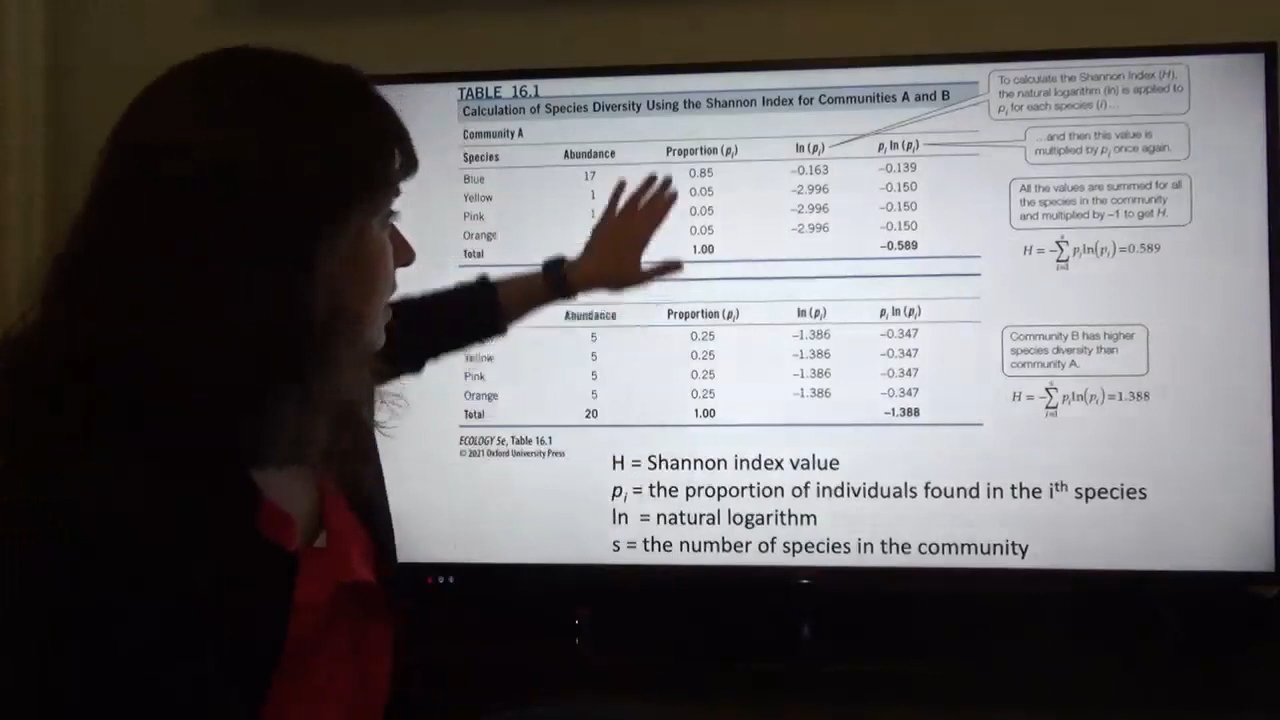 TABLE 16.1
Calculation of Species Diversity Using the Shannon Index for Communities A and B
Community A
Species Abundance Proportion (pi) ln (pi) pi ln (pi)
Blue 17 0.85 –0.163 –0.139
Yellow 1 0.05 –2.996 –0.150
Pink 1 0.05 –2.996 –0.150
Orange 0.05 –2.996 –0.150
Total 1.00 –0.589
Abundance Proportion (pi) ln (pi) pi ln (pi)
5 0.25 –1.386 –0.347
Yellow 5 0.25 –1.386 –0.347
Pink 5 0.25 –1.386 –0.347
Orange 5 0.25 –1.386 –0.347
Total 20 1.00 –1.388
ECOLOGY 5e, Table 16.1
© 2021 Oxford University Press
To calculate the Shannon Index (H),
the natural logarithm (ln) is applied to
pi for each species (i)...
...and then this value is
multiplied by pi once again.
All the values are summed for all
the species in the community
and multiplied by –1 to get H.
H = –∑ pi ln(pi) = 0.589
i=1
Community B has higher
species diversity than
community A.
s
H = –∑ pi ln(pi) = 1.388
i=1
H = Shannon index value
pi = the proportion of individuals found in the ith species
ln = natural logarithm
s = the number of species in the community